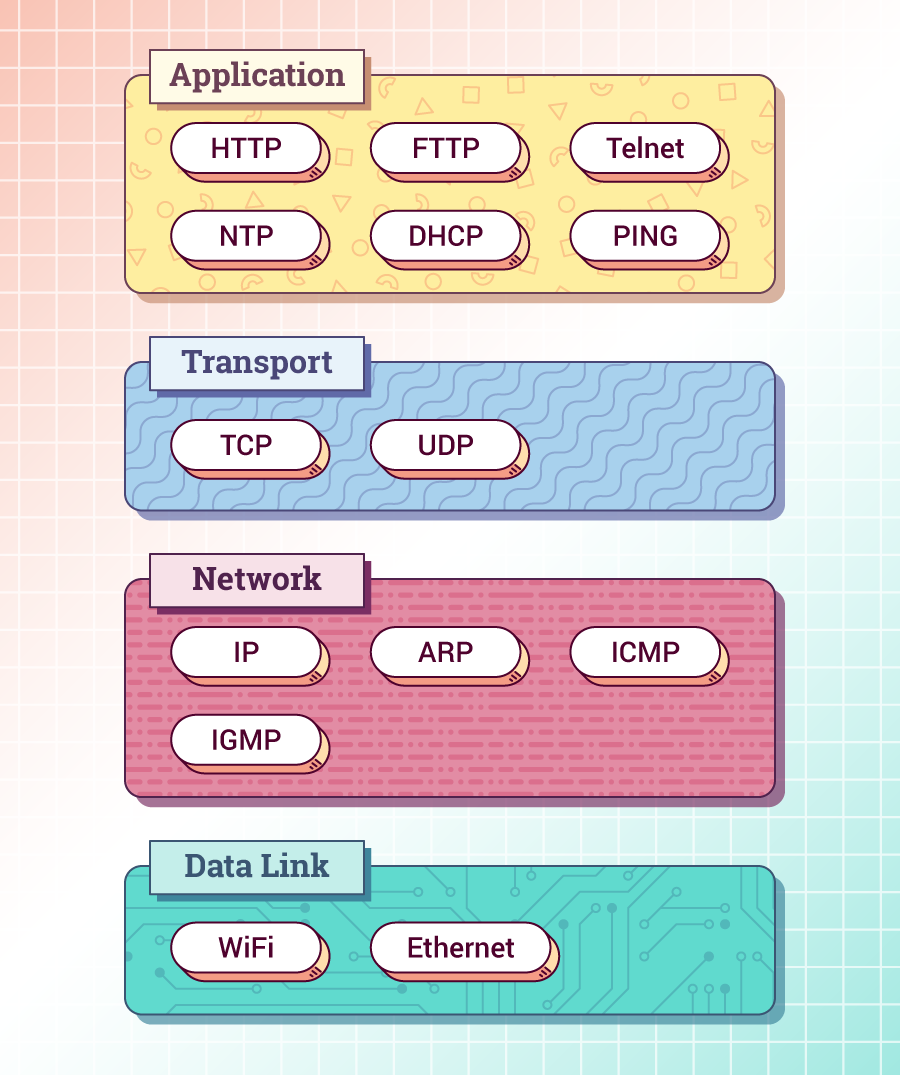 Application
HTTP FTTP Telnet
NTP DHCP PING
Transport
TCP UDP
Network
IP ARP ICMP
IGMP
Data Link
WiFi Ethernet